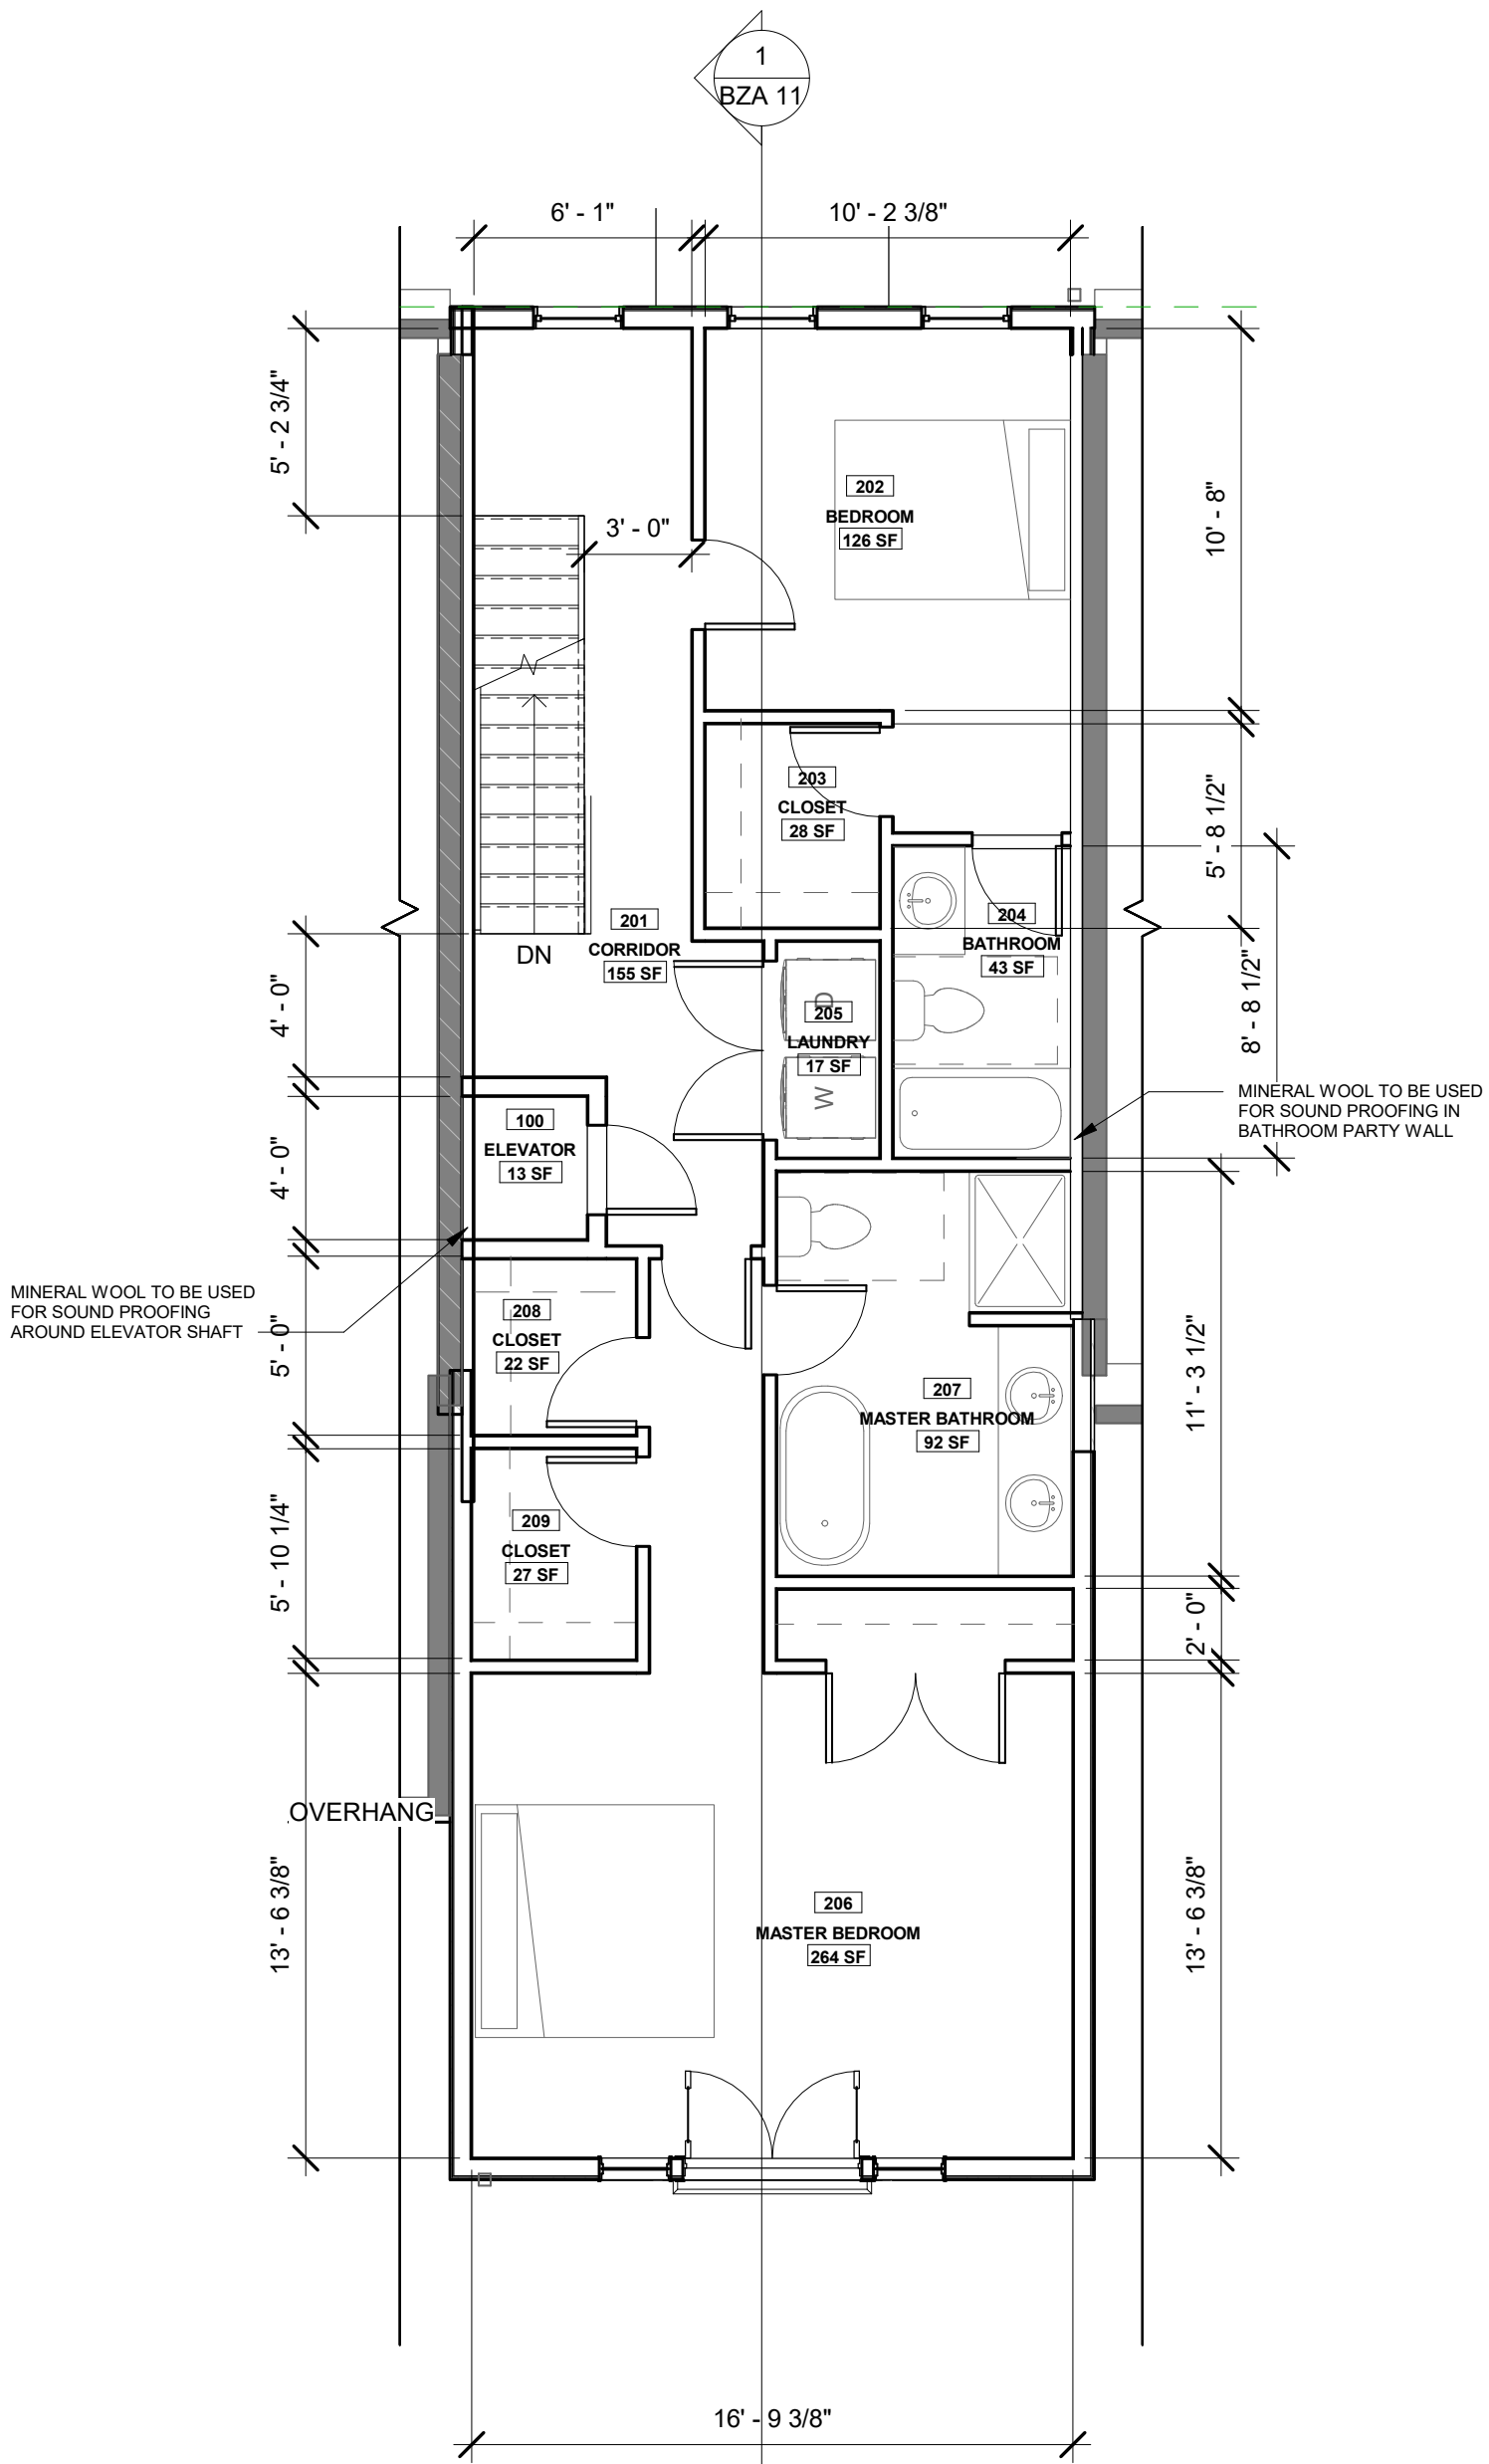 1
BZA 11
6' - 1"
10' - 2 3/8"
5' - 2 3/4"
3' - 0"
202
BEDROOM
126 SF
10' - 8"
203
CLOSET
28 SF
5' - 8 1/2"
201
CORRIDOR
155 SF
DN
204
BATHROOM
43 SF
4' - 0"
D
205
LAUNDRY
17 SF
W
8' - 8 1/2"
MINERAL WOOL TO BE USED
FOR SOUND PROOFING IN
BATHROOM PARTY WALL
100
ELEVATOR
13 SF
4' - 0"
MINERAL WOOL TO BE USED
FOR SOUND PROOFING
AROUND ELEVATOR SHAFT
208
CLOSET
22 SF
5' - 0"
207
MASTER BATHROOM
92 SF
11' - 3 1/2"
209
CLOSET
27 SF
5' - 10 1/4"
2' - 0"
OVERHANG
206
MASTER BEDROOM
264 SF
13' - 6 3/8"
13' - 6 3/8"
16' - 9 3/8"